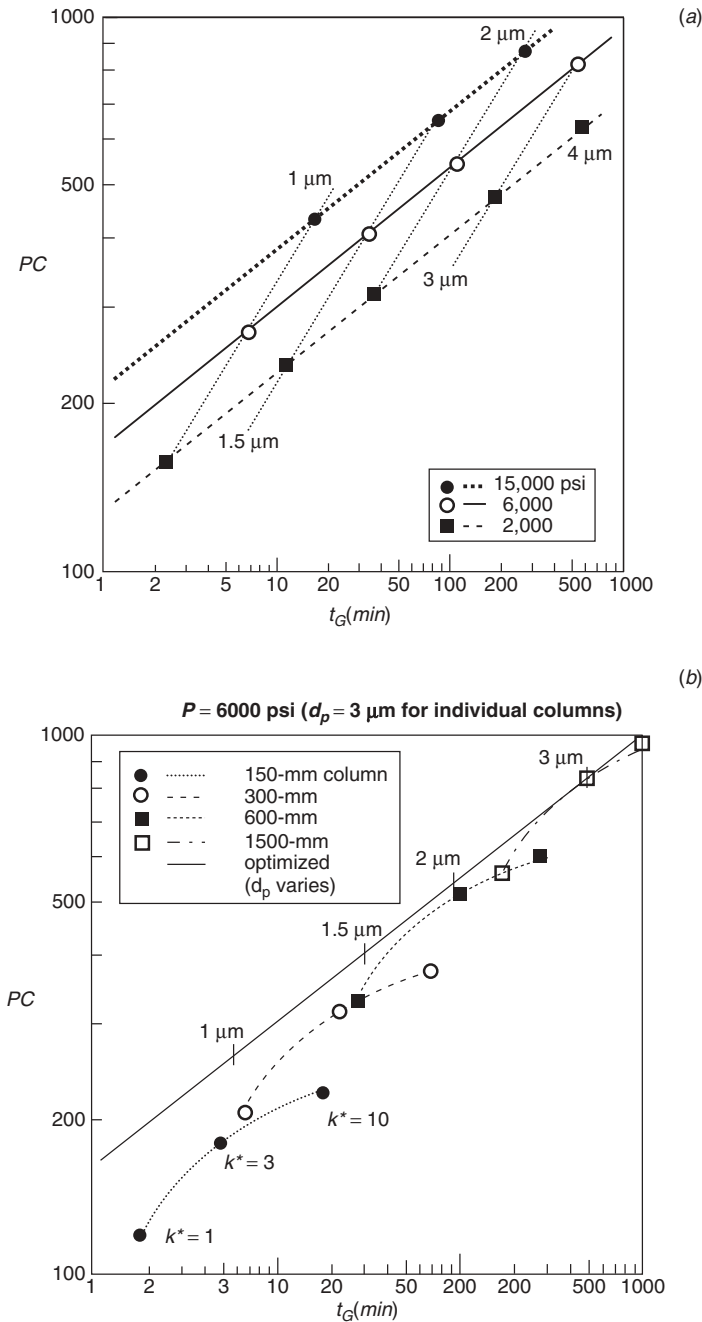 (a)
1000
2 μm
500
4 μm
1 μm
PC
3 μm
200
1.5 μm
15,000 psi
6,000
2,000
100
1 2 5 10 20 50 100 200 500 1000
t_G(min)
(b)
P = 6000 psi (d_p = 3 μm for individual columns)
1000
150-mm column
300-mm
600-mm
1500-mm
optimized
(d_p varies)
3 μm
2 μm
500
1.5 μm
PC
1 μm
200
k* = 10
k* = 3
k* = 1
100
1 2 3 10 20 50 200 200 500 1000
t_G(min)